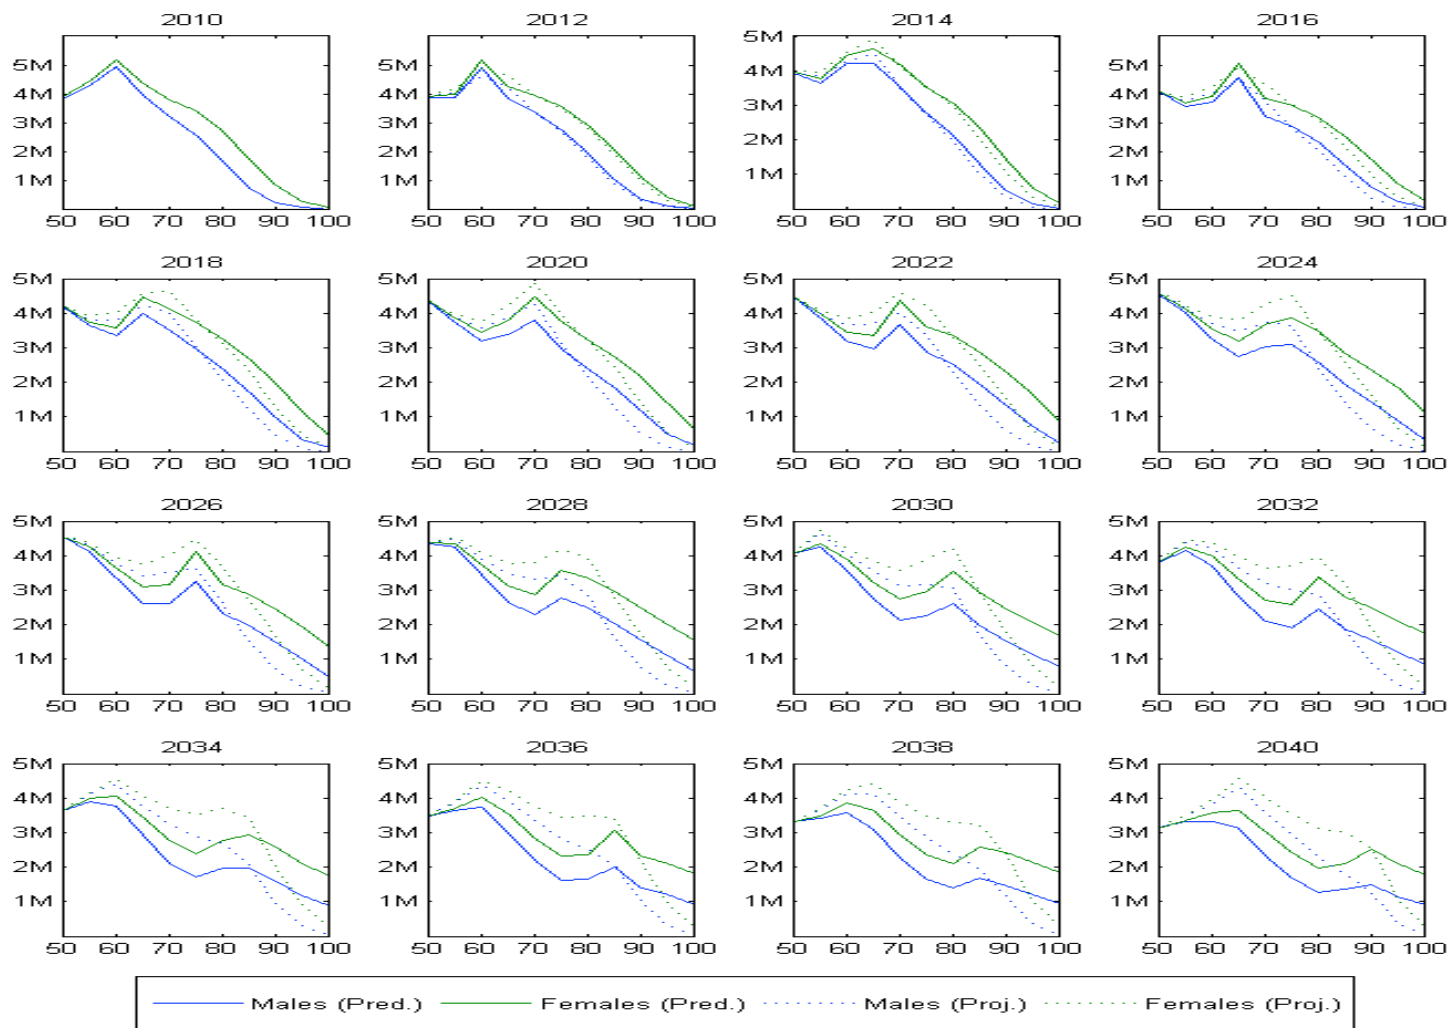 2010 2012 2014 2016
5M 5M 5M 5M
4M 4M 4M 4M
3M 3M 3M 3M
2M 2M 2M 2M
1M 1M 1M 1M
50 60 70 80 90 100 50 60 70 80 90 100 50 60 70 80 90 100 50 60 70 80 90 100
2018 2020 2022 2024
5M 5M 5M 5M
4M 4M 4M 4M
3M 3M 3M 3M
2M 2M 2M 2M
1M 1M 1M 1M
50 60 70 80 90 100 50 60 70 80 90 100 50 60 70 80 90 100 50 60 70 80 90 100
2026 2028 2030 2032
5M 5M 5M 5M
4M 4M 4M 4M
3M 3M 3M 3M
2M 2M 2M 2M
1M 1M 1M 1M
50 60 70 80 90 100 50 60 70 80 90 100 50 60 70 80 90 100 50 60 70 80 90 100
2034 2036 2038 2040
5M 5M 5M 5M
4M 4M 4M 4M
3M 3M 3M 3M
2M 2M 2M 2M
1M 1M 1M 1M
50 60 70 80 90 100 50 60 70 80 90 100 50 60 70 80 90 100 50 60 70 80 90 100
Males (Pred.) Females (Pred.) Males (Proj.) Females (Proj.)